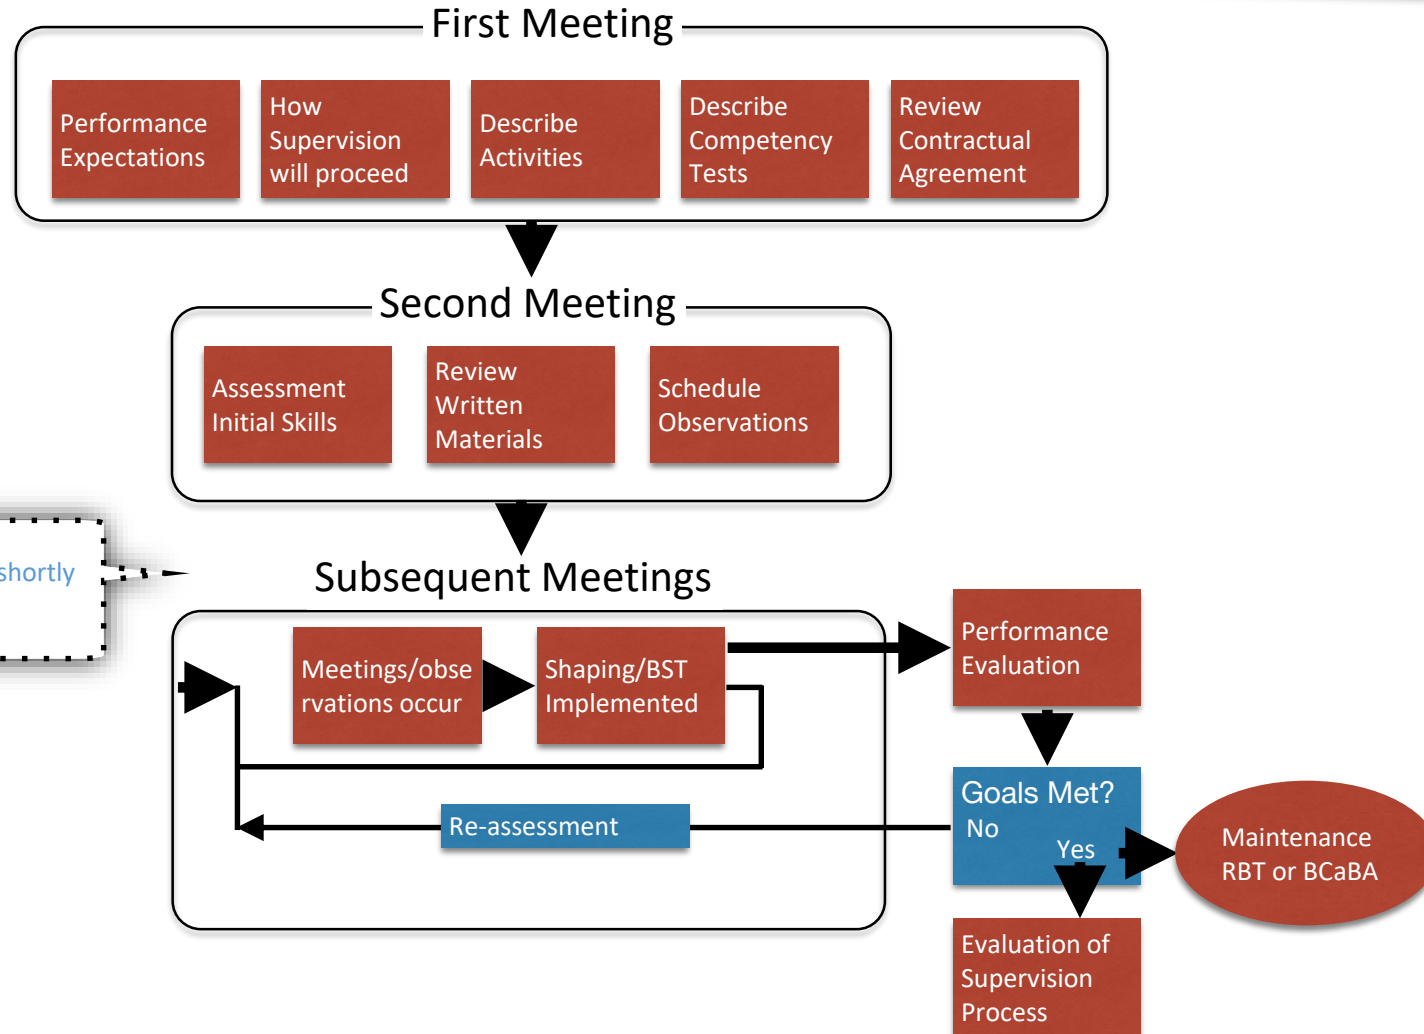 First Meeting
Performance
Expectations
How
Supervision
will proceed
Describe
Activities
Describe
Competency
Tests
Review
Contractual
Agreement
Second Meeting
Assessment
Initial Skills
Review
Written
Materials
Schedule
Observations
shortly
Subsequent Meetings
Meetings/obse
rvations occur
Shaping/BST
Implemented
Performance
Evaluation
Re-assessment
Goals Met?
No
Yes
Maintenance
RBT or BCaBA
Evaluation of
Supervision
Process